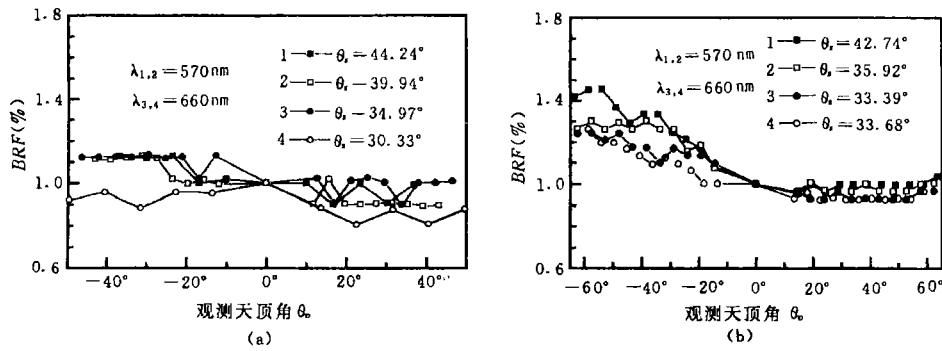 1.8
1.4
1.0
0.6
BRF(%)
λ1,2=570nm
λ3,4=660nm
1 θs=44.24°
2 θs-39.94°
3 θs-34.97°
4 θs=30.33°
-40° -20° 0° 20° 40°
观测天顶角 θo
(a)
1.8
1.4
1.0
0.6
BRF(%)
λ1,2=570nm
λ3,4=660nm
1 θs=42.74°
2 θs=35.92°
3 θs=33.39°
4 θs=33.68°
-60° -40° -20° 0° 20° 40° 60°
观测天顶角 θo
(b)